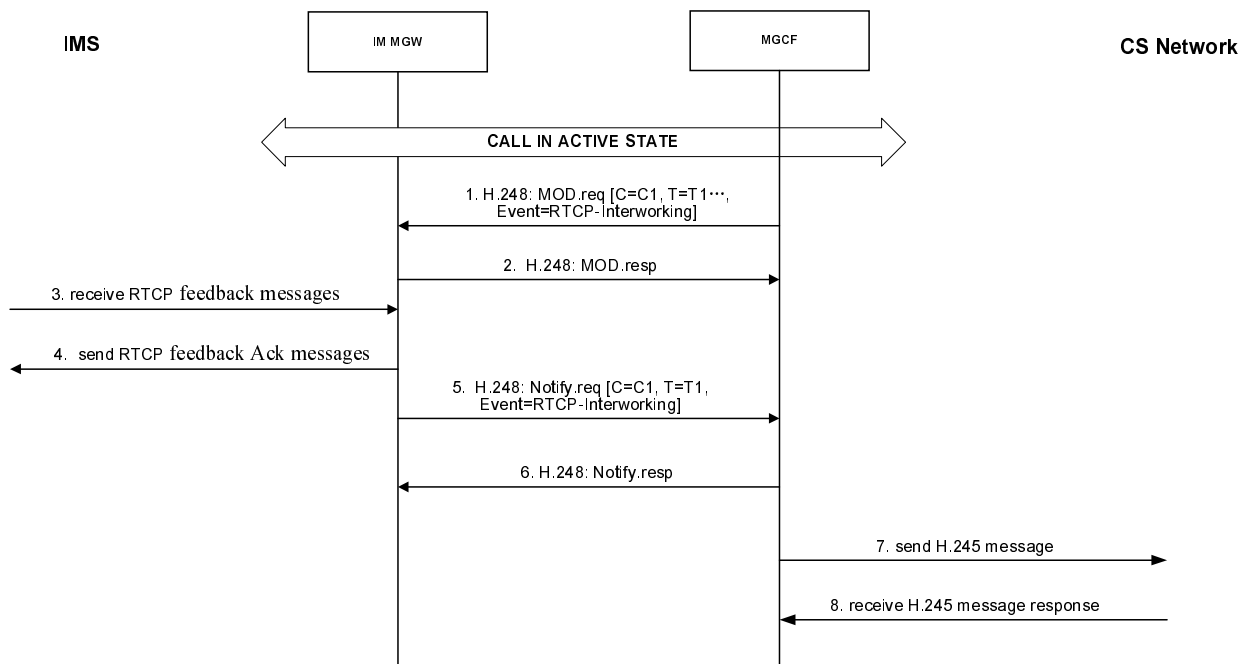 IMS
IM MGW
MGCF
CS Network
CALL IN ACTIVE STATE
1. H.248: MOD.req [C=C1, T=T1⋯,
Event=RTCP-Interworking]
2. H.248: MOD.resp
3. receive RTCP feedback messages
4. send RTCP feedback Ack messages
5. H.248: Notify.req [C=C1, T=T1,
Event=RTCP-Interworking]
6. H.248: Notify.resp
7. send H.245 message
8. receive H.245 message response